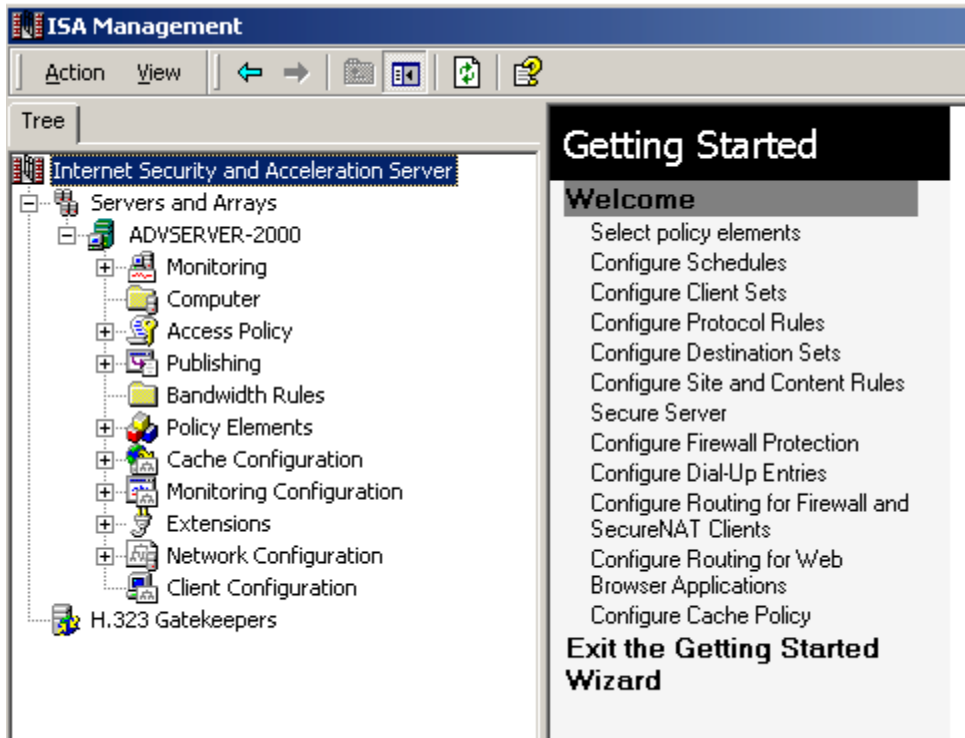 ISA Management
Action View
Tree
Internet Security and Acceleration Server
Servers and Arrays
ADVSERVER-2000
Monitoring
Computer
Access Policy
Publishing
Bandwidth Rules
Policy Elements
Cache Configuration
Monitoring Configuration
Extensions
Network Configuration
Client Configuration
H.323 Gatekeepers
Getting Started
Welcome
Select policy elements
Configure Schedules
Configure Client Sets
Configure Protocol Rules
Configure Destination Sets
Configure Site and Content Rules
Secure Server
Configure Firewall Protection
Configure Dial-Up Entries
Configure Routing for Firewall and
SecureNAT Clients
Configure Routing for Web
Browser Applications
Configure Cache Policy
Exit the Getting Started
Wizard